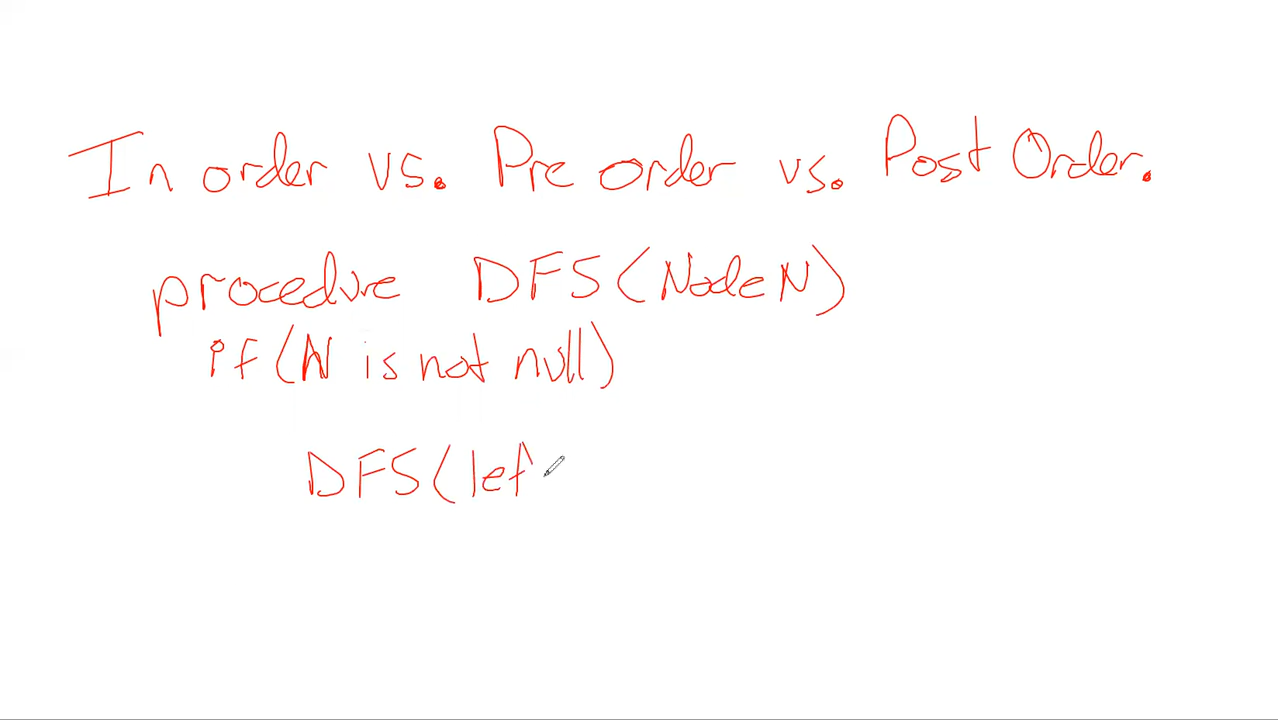 In order vs. Pre order vs. Post Order.
procedure DFS(Node N)
if(N is not null)
DFS(lef